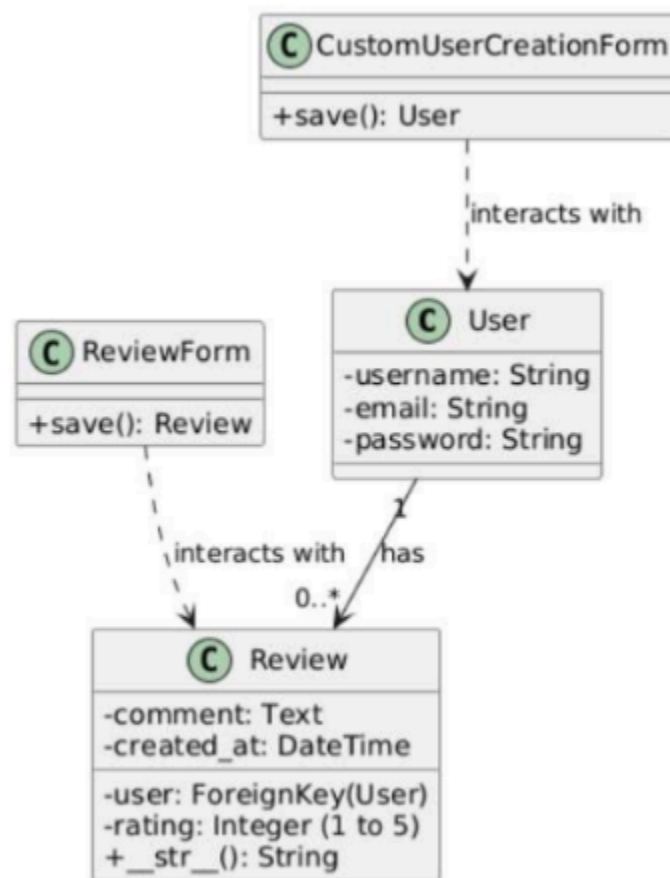 C CustomUserCreationForm
+save(): User
interacts with
C User
-username: String
-email: String
-password: String
C ReviewForm
+save(): Review
1
interacts with
has
0..*
C Review
-comment: Text
-created_at: DateTime
-user: ForeignKey(User)
-rating: Integer (1 to 5)
+__str__(): String